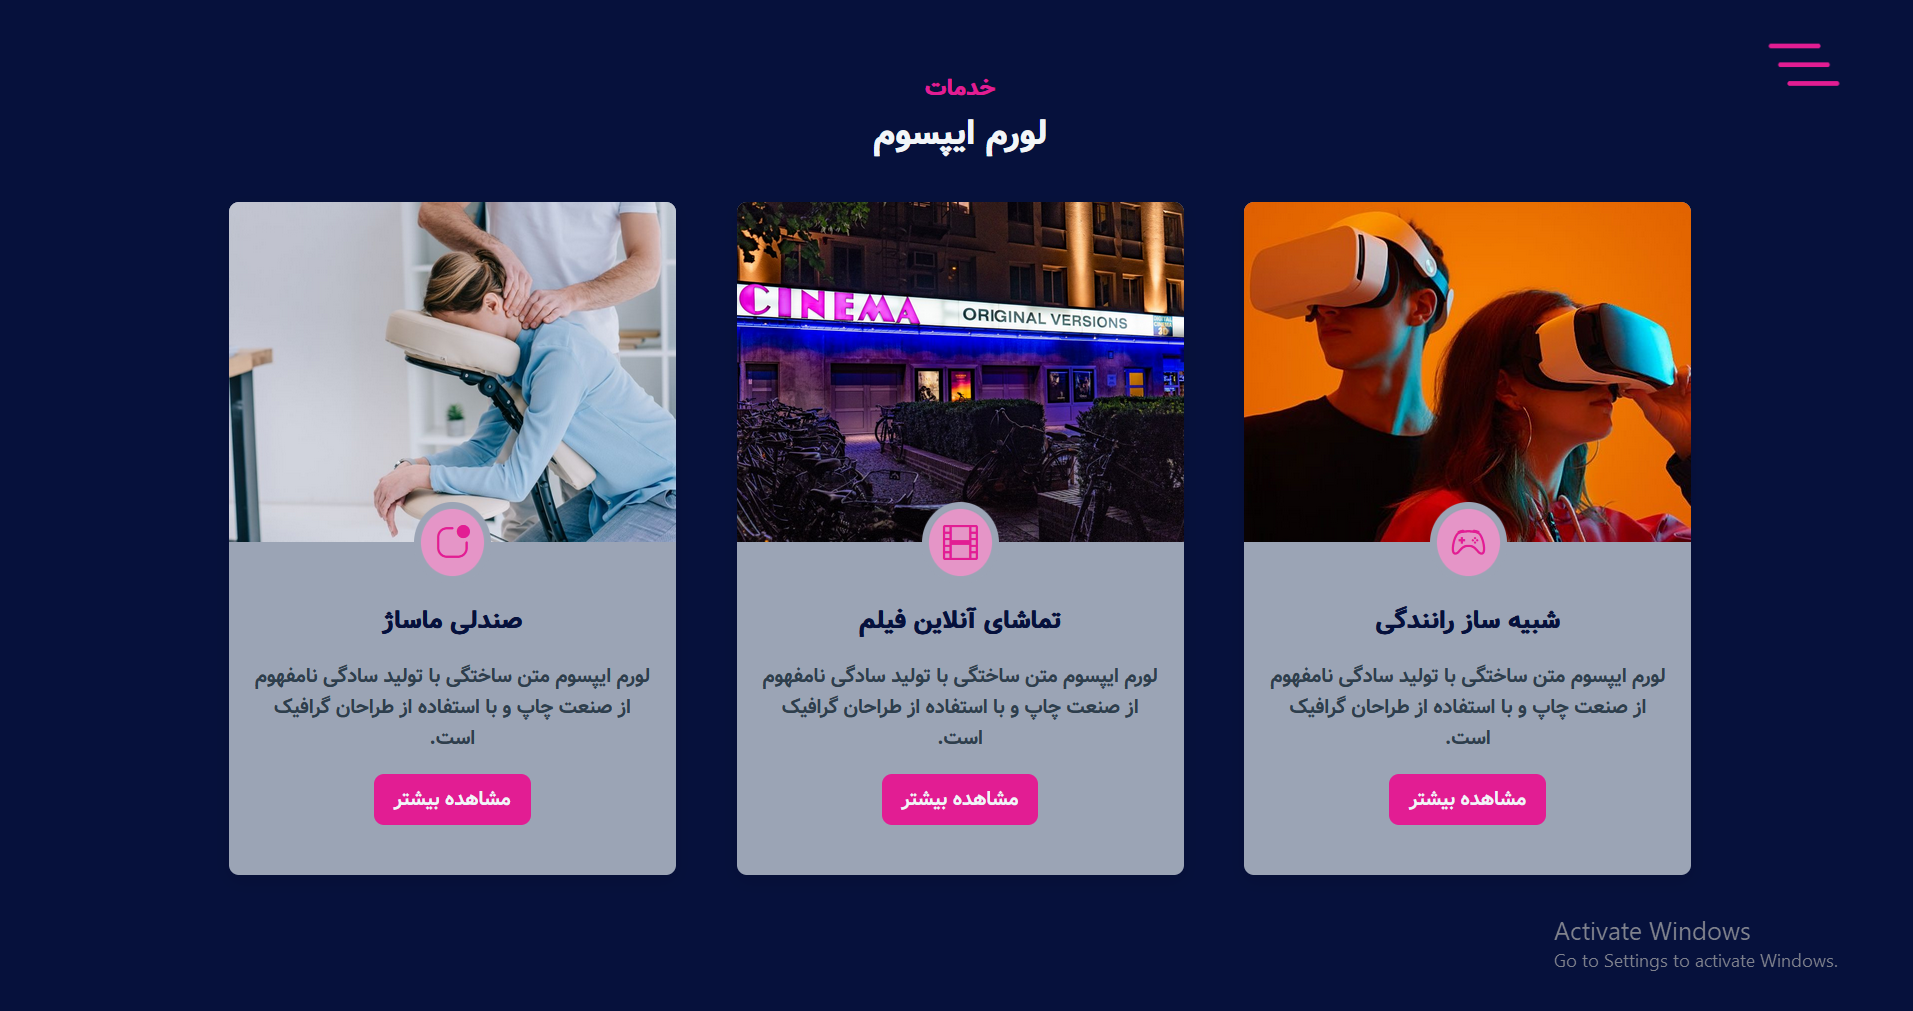 خدمات
لورم ایپسوم
CINEMA
ORIGINAL VERSIONS
شبیه ساز رانندگی
لورم ایپسوم متن ساختگی با تولید سادگی نامفهوم
از صنعت چاپ و با استفاده از طراحان گرافیک
است.
مشاهده بیشتر
تماشای آنلاین فیلم
لورم ایپسوم متن ساختگی با تولید سادگی نامفهوم
از صنعت چاپ و با استفاده از طراحان گرافیک
است.
مشاهده بیشتر
صندلی ماساژ
لورم ایپسوم متن ساختگی با تولید سادگی نامفهوم
از صنعت چاپ و با استفاده از طراحان گرافیک
است.
مشاهده بیشتر
Activate Windows
Go to Settings to activate Windows.